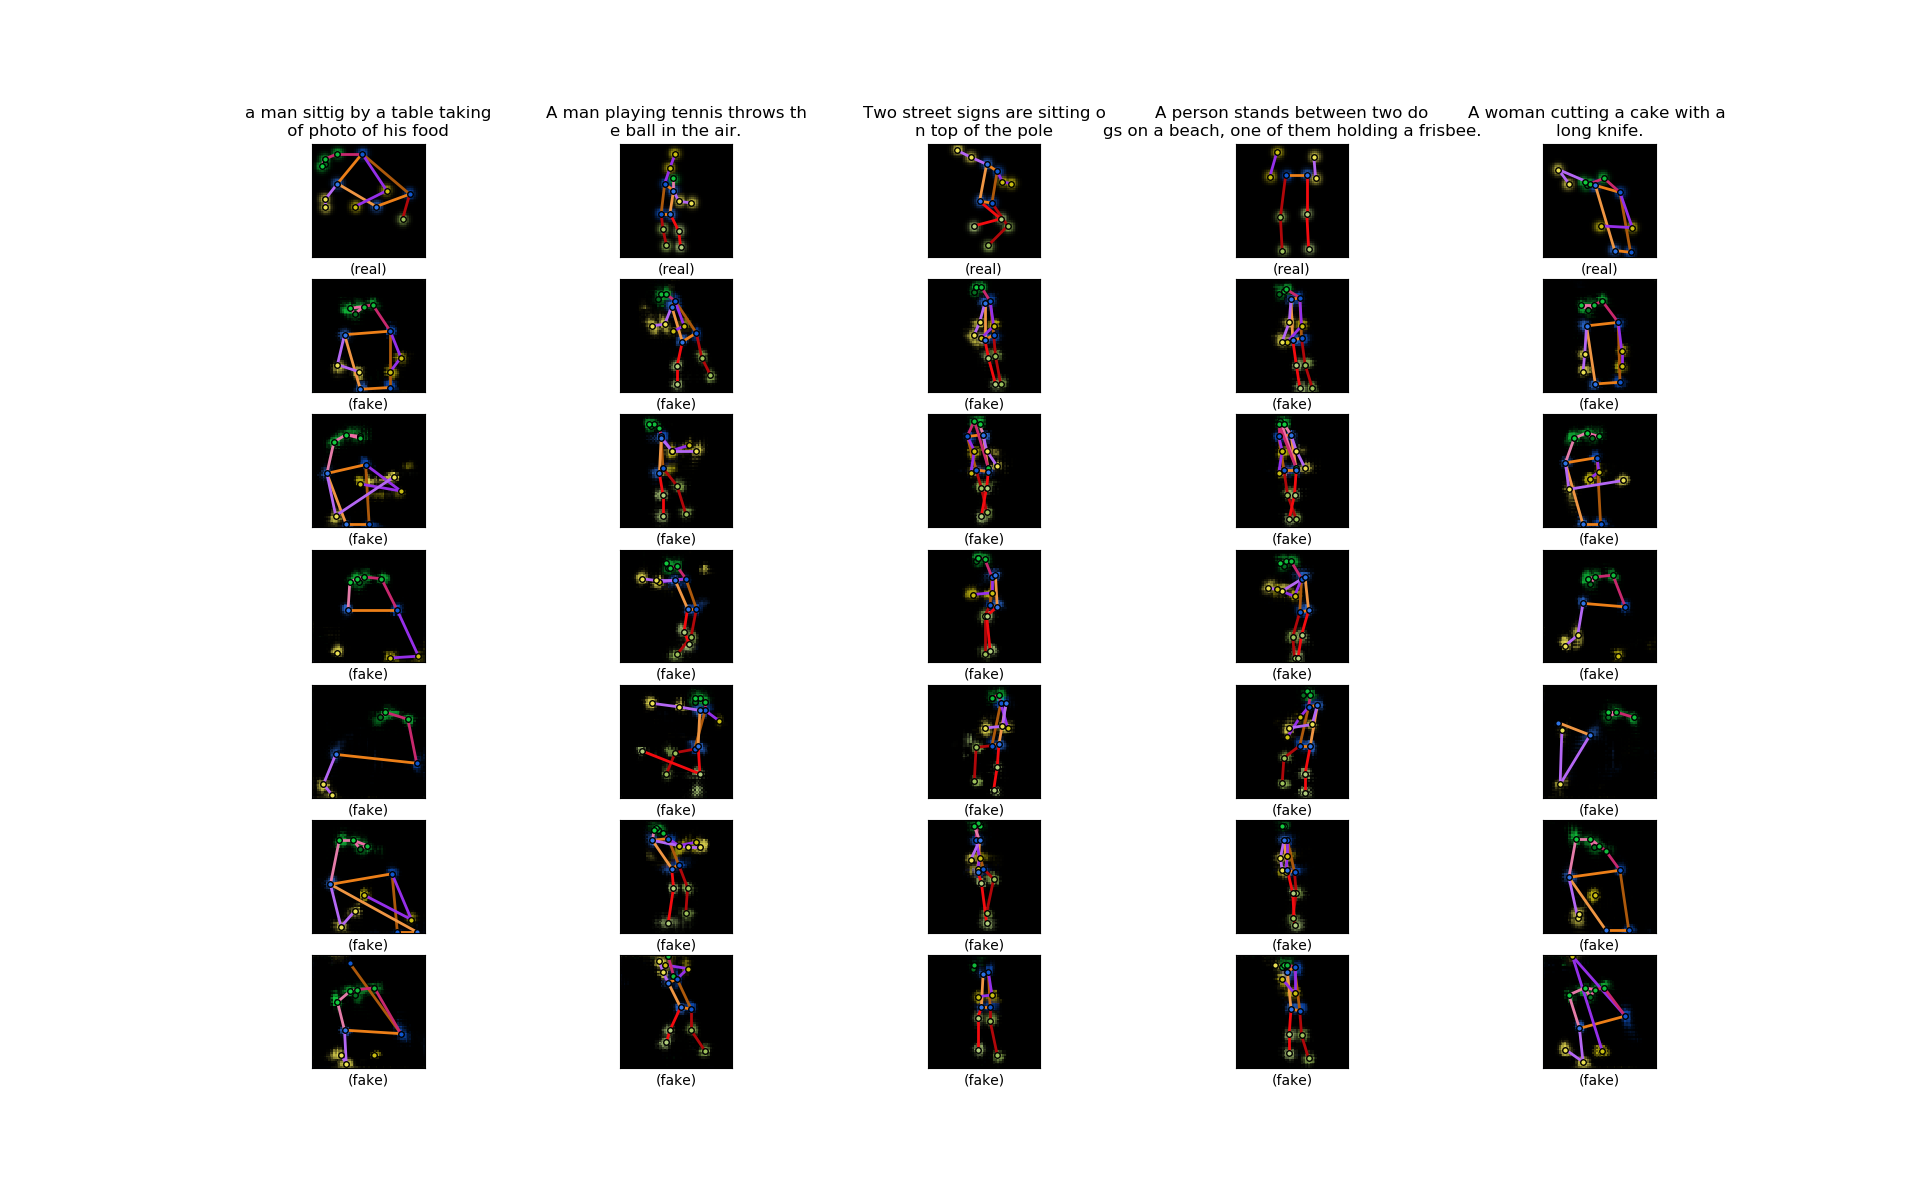 a man sittig by a table taking
of photo of his food
A man playing tennis throws th
e ball in the air.
Two street signs are sitting o
n top of the pole
A person stands between two do
gs on a beach, one of them holding a frisbee.
A woman cutting a cake with a
long knife.
(real) (real) (real) (real) (real)
(fake) (fake) (fake) (fake) (fake)
(fake) (fake) (fake) (fake) (fake)
(fake) (fake) (fake) (fake) (fake)
(fake) (fake) (fake) (fake) (fake)
(fake) (fake) (fake) (fake) (fake)
(fake) (fake) (fake) (fake) (fake)